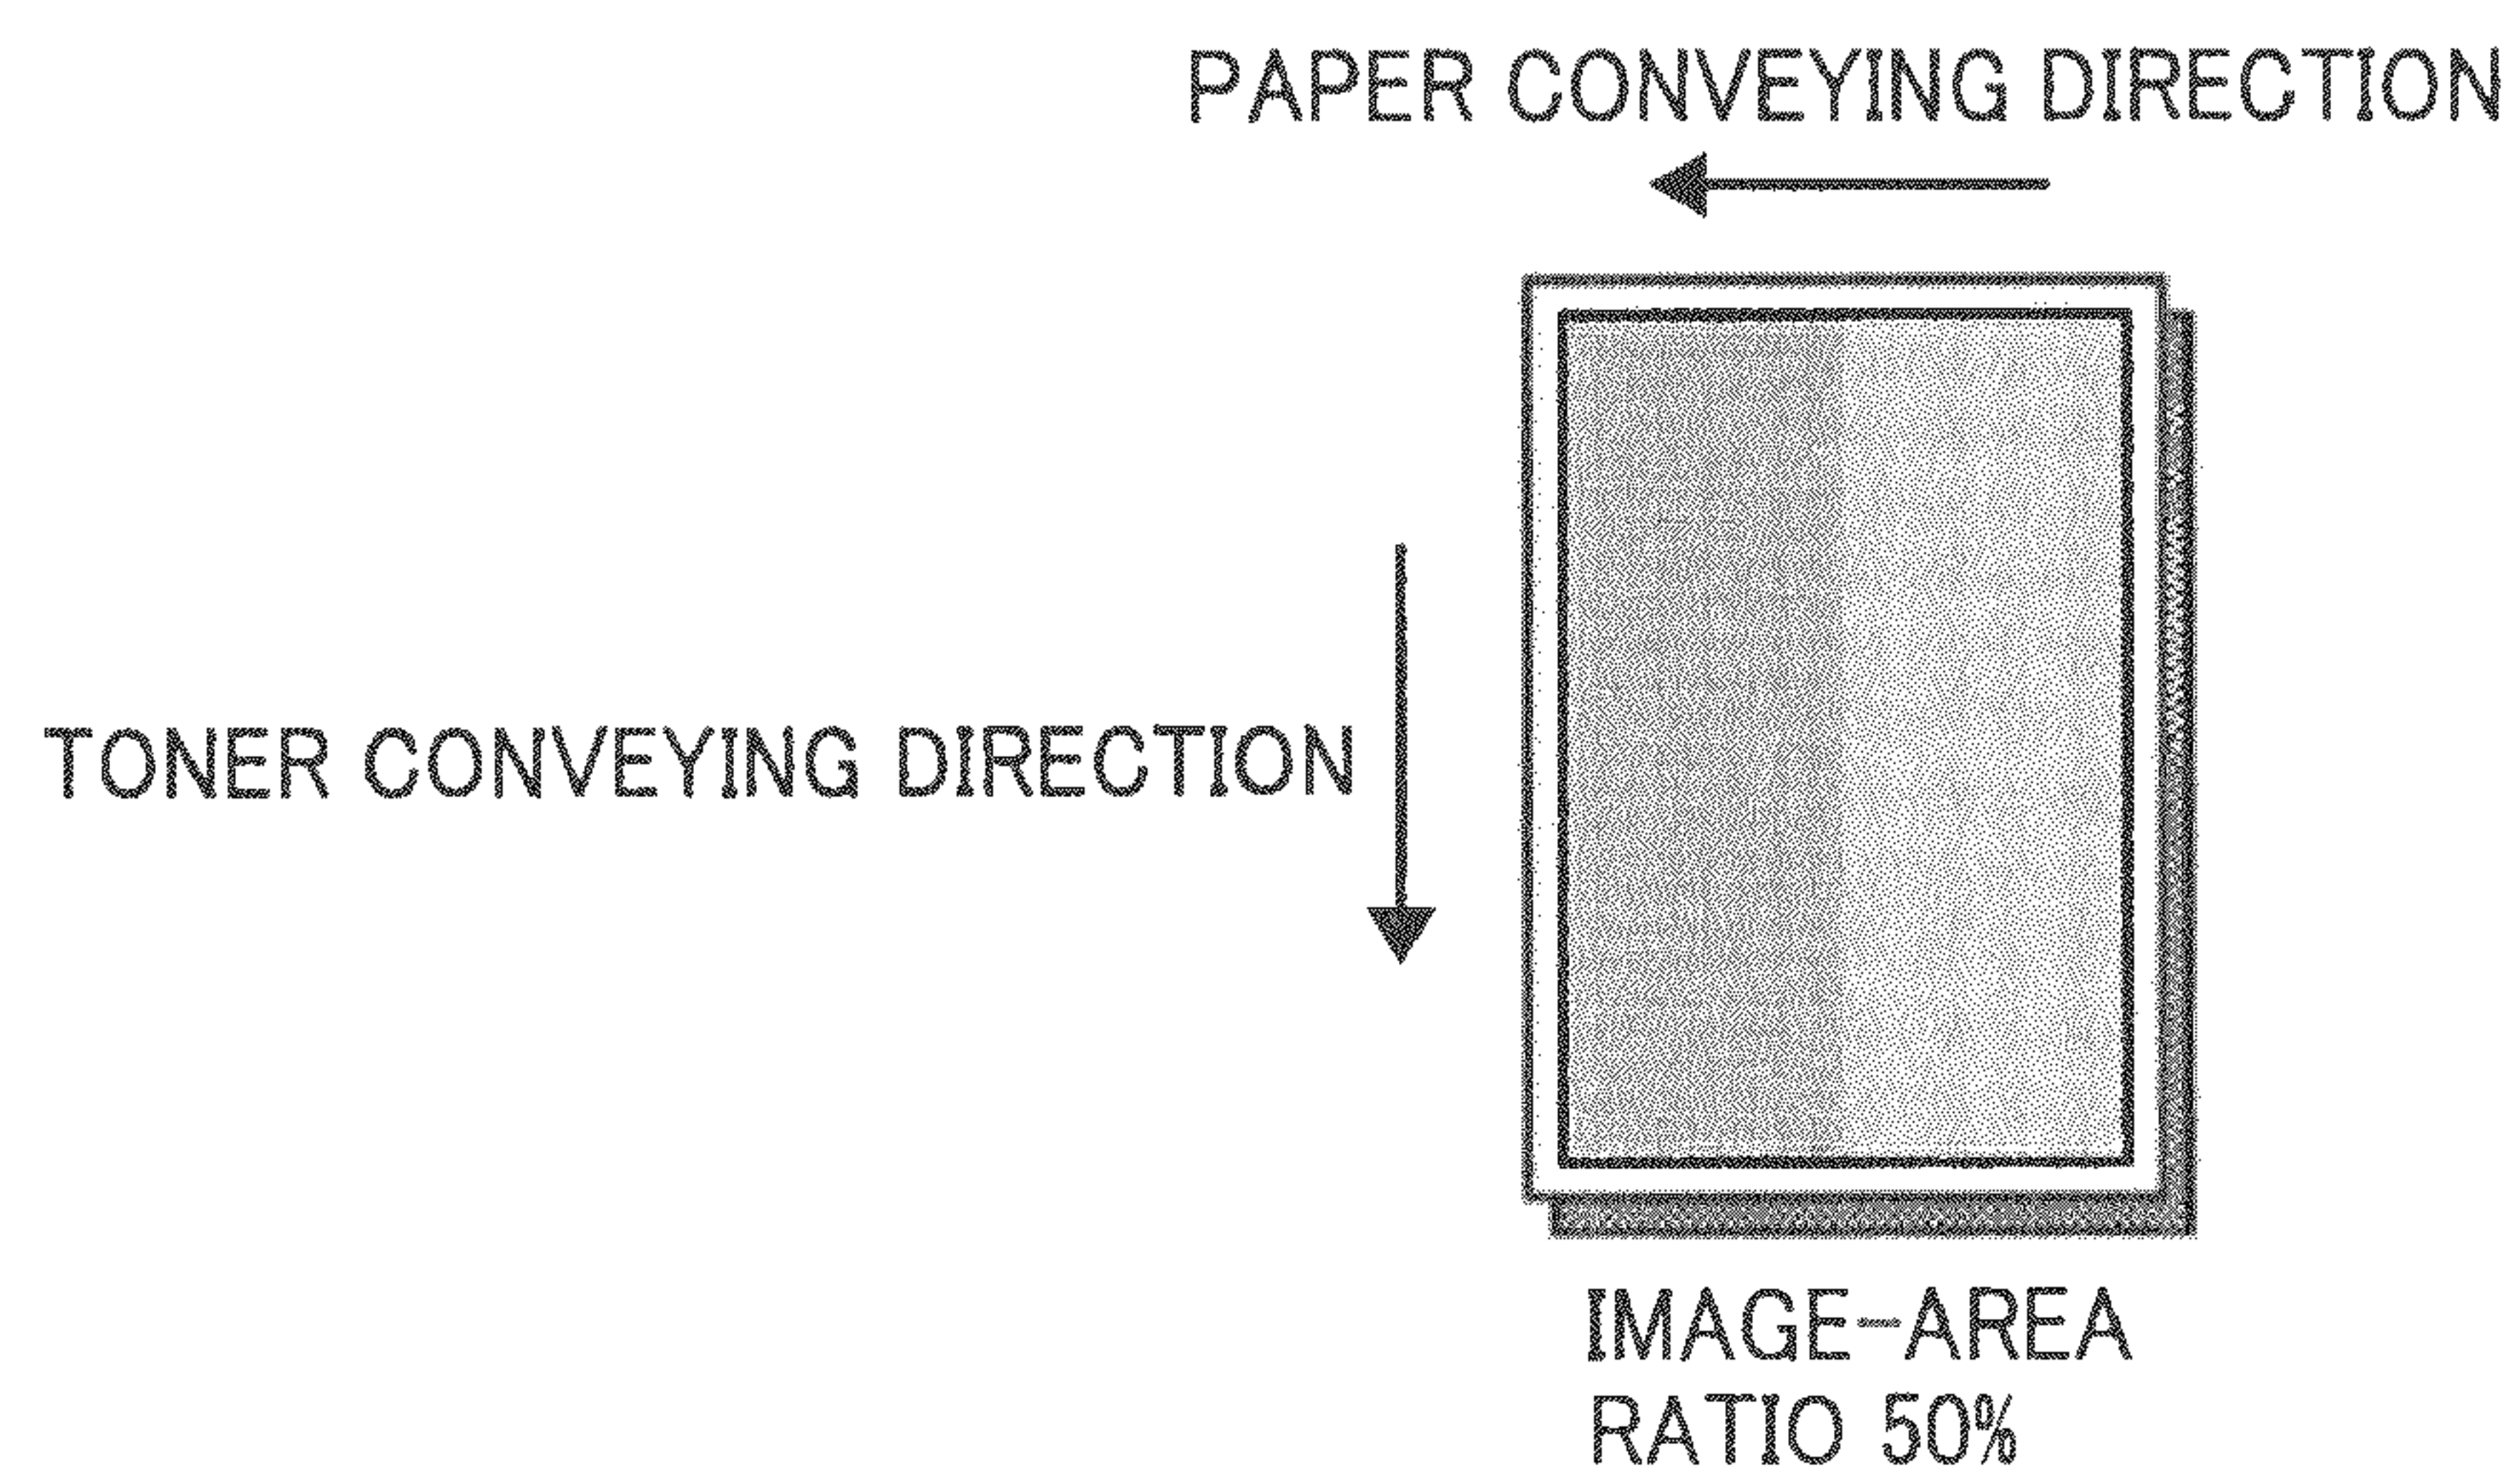 PAPER CONVEYING DIRECTION
TONER CONVEYING DIRECTION
IMAGE-AREA
RATIO 50%